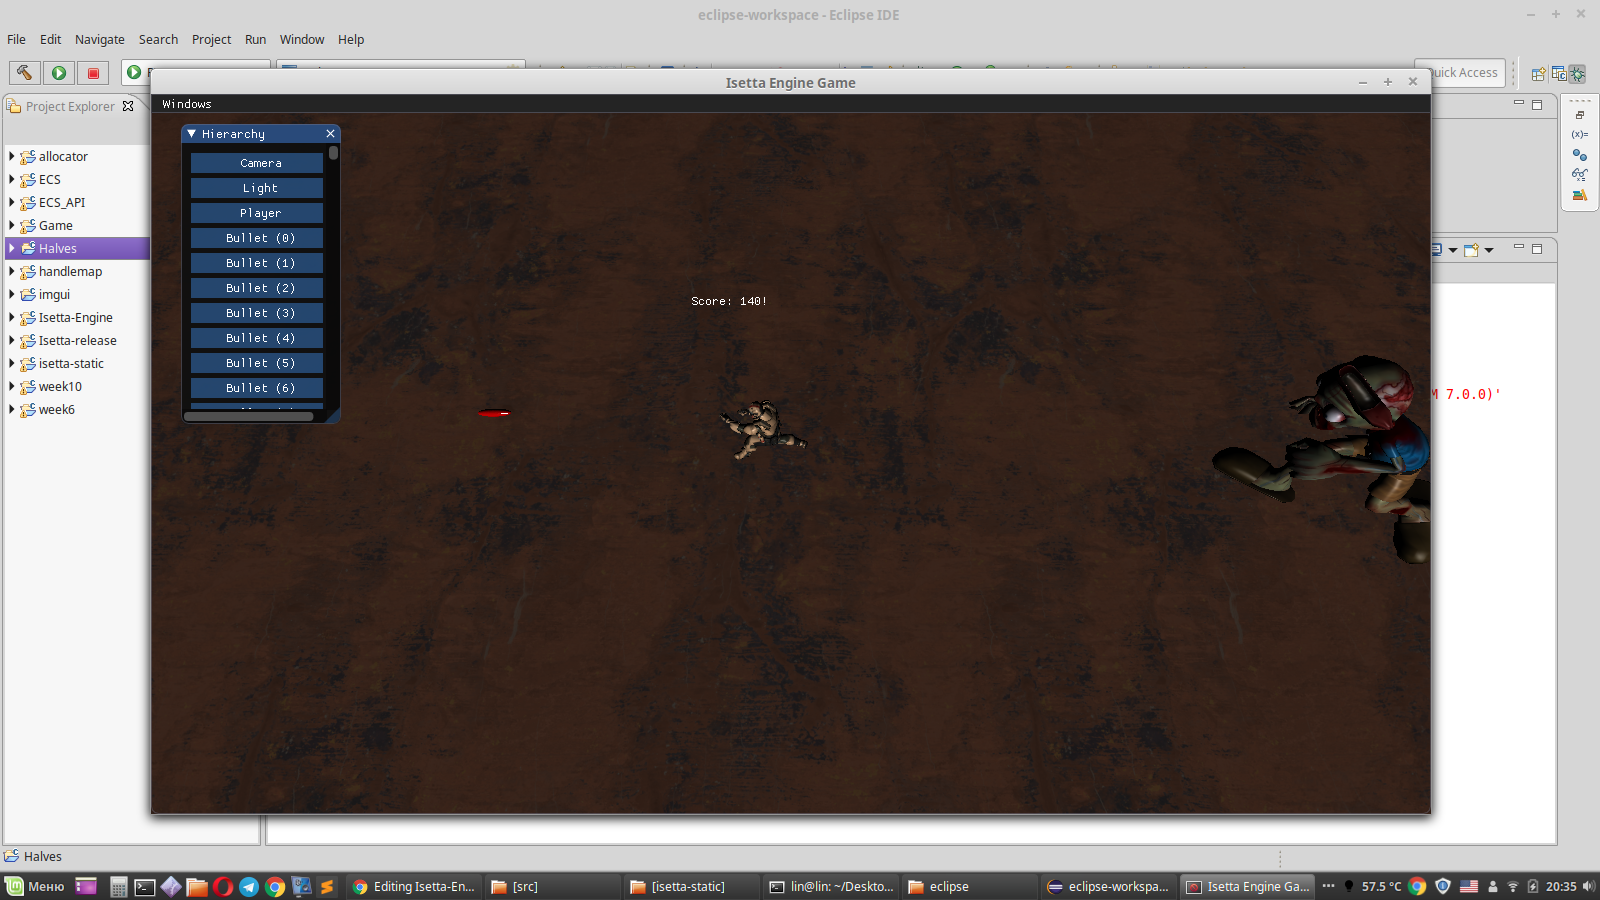 eclipse-workspace - Eclipse IDE
File Edit Navigate Search Project Run Window Help
Quick Access
Isetta Engine Game
Windows
Project Explorer
allocator
ECS
ECS_API
Game
Halves
handlemap
imgui
Isetta-Engine
Isetta-release
isetta-static
week10
week6
Hierarchy
Camera
Light
Player
Bullet (0)
Bullet (1)
Bullet (2)
Bullet (3)
Bullet (4)
Bullet (5)
Bullet (6)
Score: 140!
(x)=
7.0.0)'
Halves
Меню
Editing Isetta-En...
[src]
[isetta-static]
lin@lin: ~/Deskto...
eclipse
eclipse-workspa...
Isetta Engine Ga...
57.5 °C
20:35